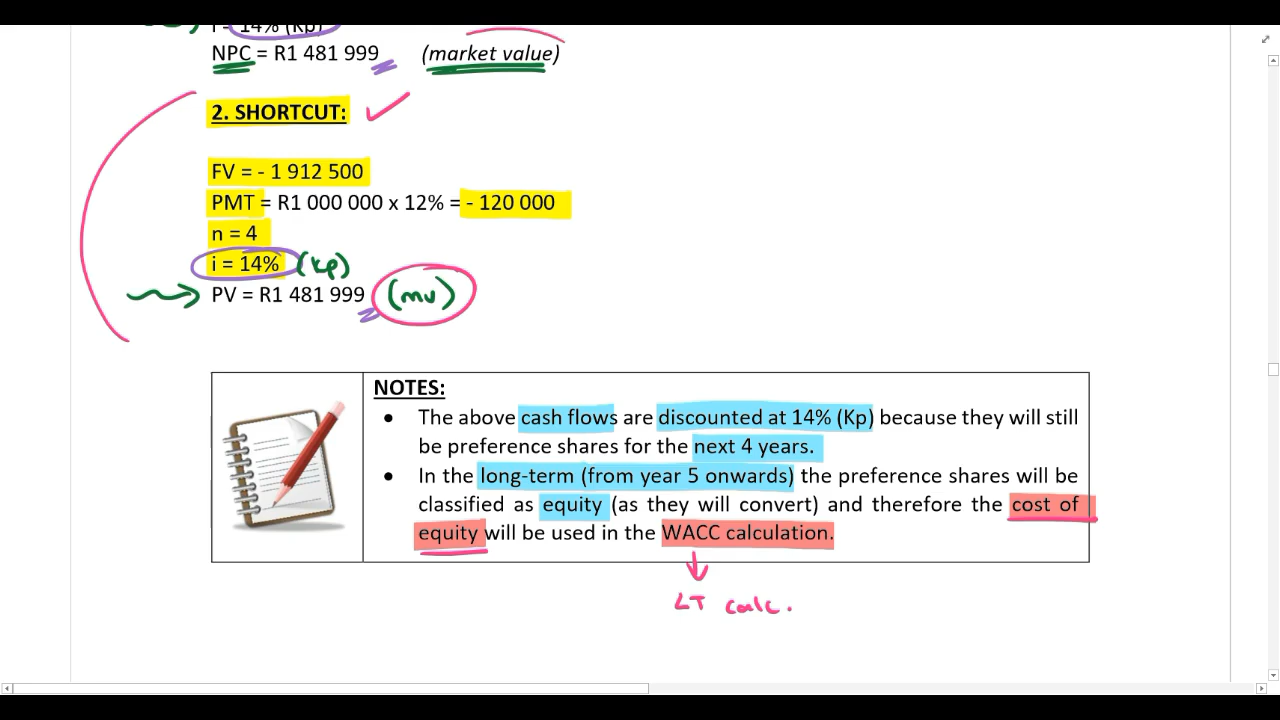 i = 14% (Kp)
NPC = R1 481 999 (market value)
2. SHORTCUT:
FV = - 1 912 500
PMT = R1 000 000 x 12% = - 120 000
n = 4
i = 14% (Kp)
PV = R1 481 999 (mv)
NOTES:
• The above cash flows are discounted at 14% (Kp) because they will still
be preference shares for the next 4 years.
• In the long-term (from year 5 onwards) the preference shares will be
classified as equity (as they will convert) and therefore the cost of
equity will be used in the WACC calculation.
LT calc.